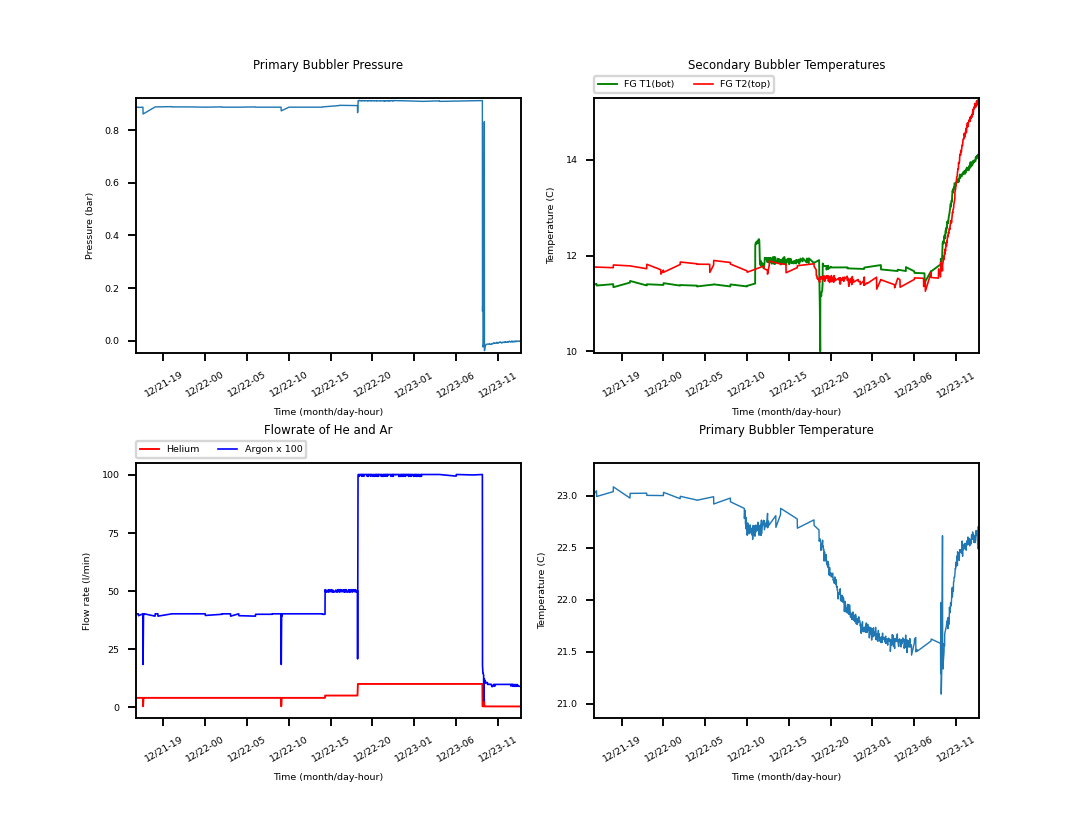 Primary Bubbler Pressure
Pressure (bar)
0.8
0.6
0.4
0.2
0.0
12/21-19 12/22-00 12/22-05 12/22-10 12/22-15 12/22-20 12/23-01 12/23-06 12/23-11
Time (month/day-hour)
Secondary Bubbler Temperatures
FG T1(bot) FG T2(top)
Temperature (C)
14
12
10
12/21-19 12/22-00 12/22-05 12/22-10 12/22-15 12/22-20 12/23-01 12/23-06 12/23-11
Time (month/day-hour)
Flowrate of He and Ar
Helium Argon x 100
Flow rate (l/min)
100
75
50
25
0
12/21-19 12/22-00 12/22-05 12/22-10 12/22-15 12/22-20 12/23-01 12/23-06 12/23-11
Time (month/day-hour)
Primary Bubbler Temperature
Temperature (C)
23.0
22.5
22.0
21.5
21.0
12/21-19 12/22-00 12/22-05 12/22-10 12/22-15 12/22-20 12/23-01 12/23-06 12/23-11
Time (month/day-hour)